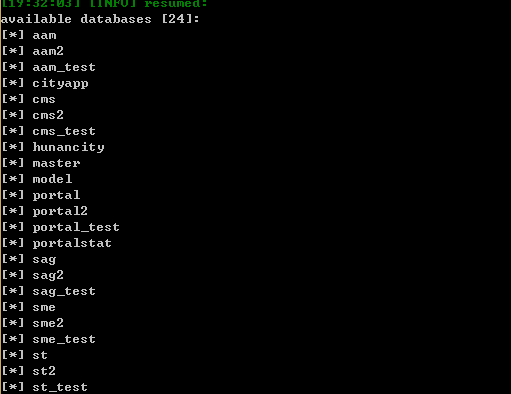 [19:32:03] [INFO] resumed:
available databases [24]:
[*] aam
[*] aam2
[*] aam_test
[*] cityapp
[*] cms
[*] cms2
[*] cms_test
[*] hunancity
[*] master
[*] model
[*] portal
[*] portal2
[*] portal_test
[*] portalstat
[*] sag
[*] sag2
[*] sag_test
[*] sme
[*] sme2
[*] sme_test
[*] st
[*] st2
[*] st_test